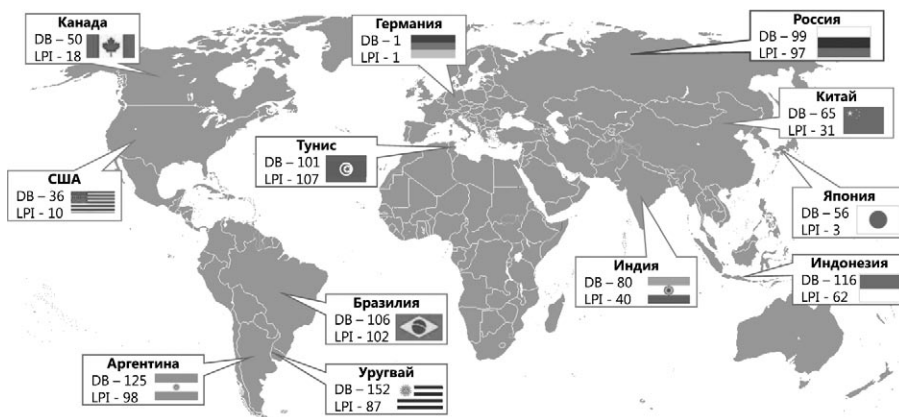 Канада
DB – 50
LPI - 18
Германия
DB – 1
LPI - 1
Россия
DB – 99
LPI - 97
Китай
DB – 65
LPI - 31
Тунис
DB – 101
LPI - 107
США
DB – 36
LPI - 10
Япония
DB – 56
LPI - 3
Индия
DB – 80
LPI - 40
Индонезия
DB – 116
LPI - 62
Бразилия
DB – 106
LPI - 102
Аргентина
DB – 125
LPI - 98
Уругвай
DB – 152
LPI - 87